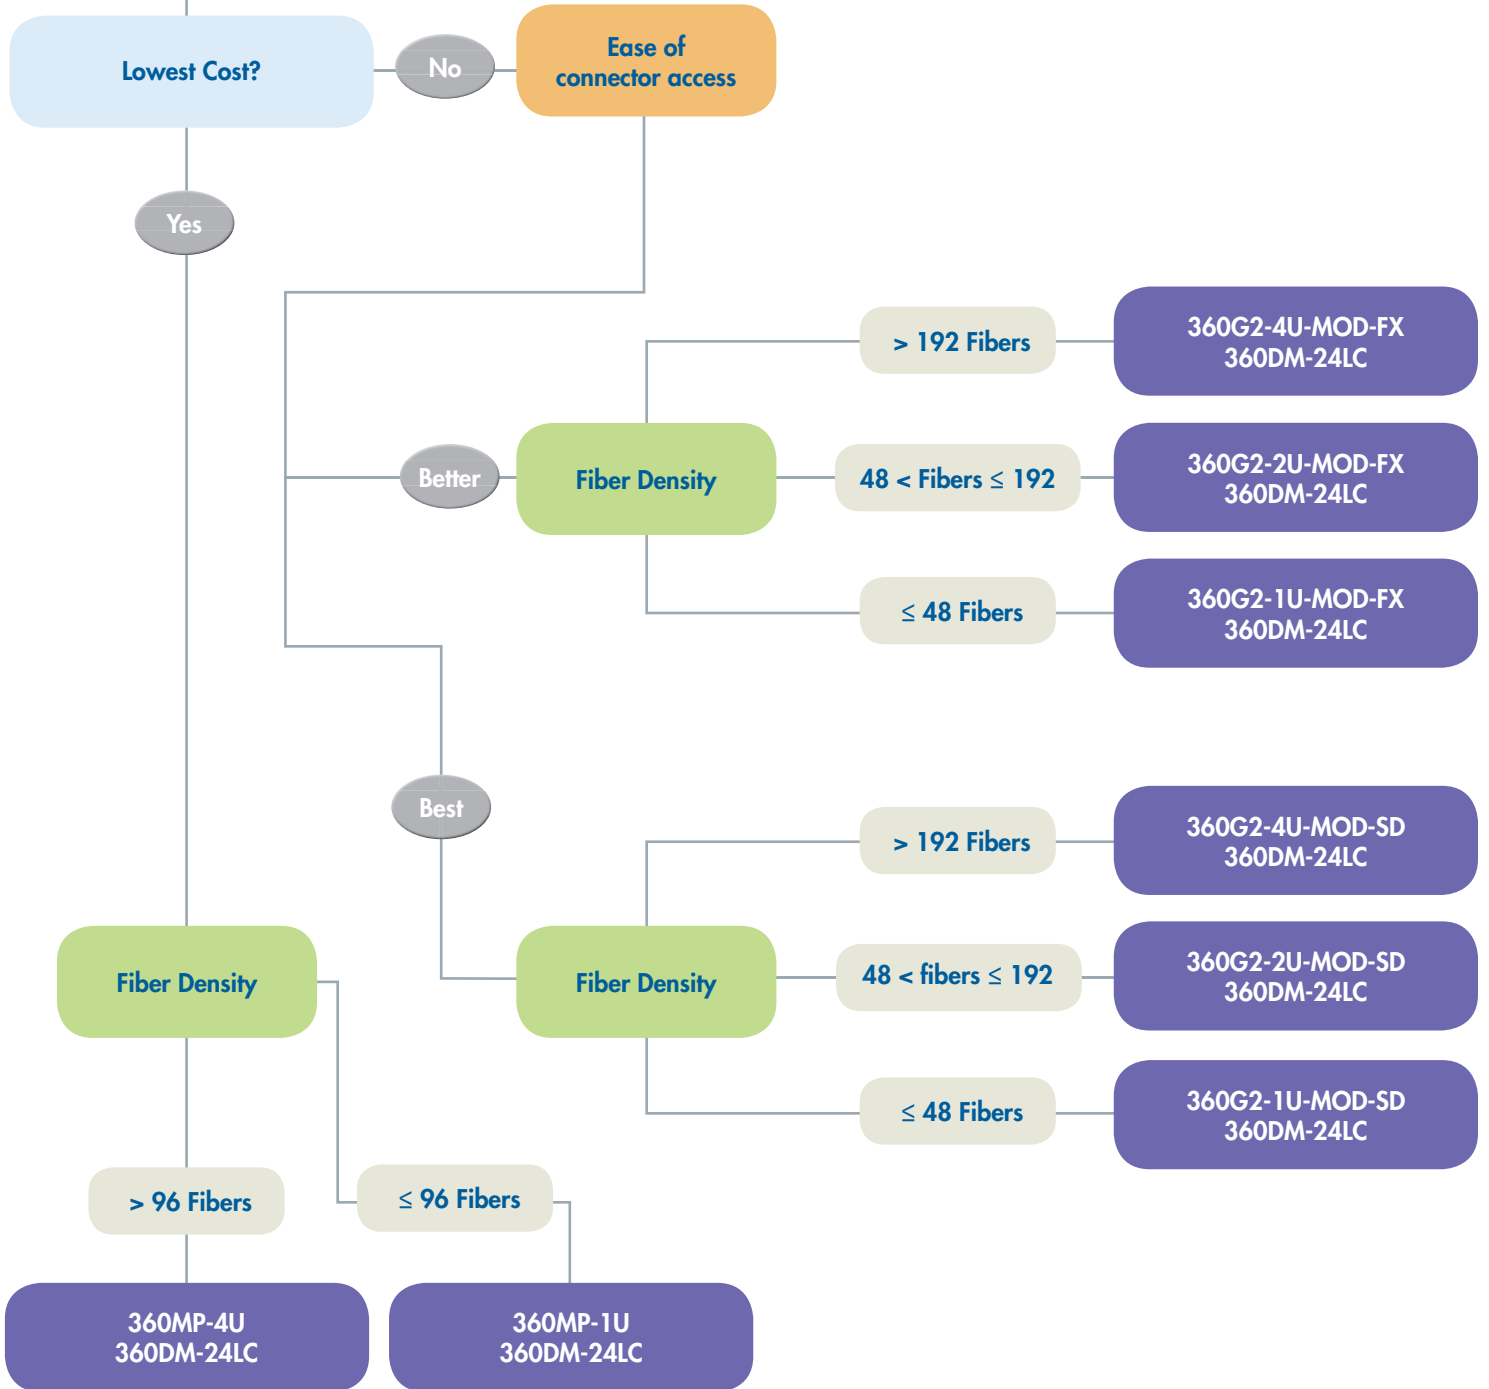 Lowest Cost?
No
Ease of
connector access
Yes
> 192 Fibers
360G2-4U-MOD-FX
360DM-24LC
Better
Fiber Density
48 < Fibers ≤ 192
360G2-2U-MOD-FX
360DM-24LC
≤ 48 Fibers
360G2-1U-MOD-FX
360DM-24LC
Best
> 192 Fibers
360G2-4U-MOD-SD
360DM-24LC
Fiber Density
Fiber Density
48 < fibers ≤ 192
360G2-2U-MOD-SD
360DM-24LC
≤ 48 Fibers
360G2-1U-MOD-SD
360DM-24LC
> 96 Fibers
≤ 96 Fibers
360MP-4U
360DM-24LC
360MP-1U
360DM-24LC